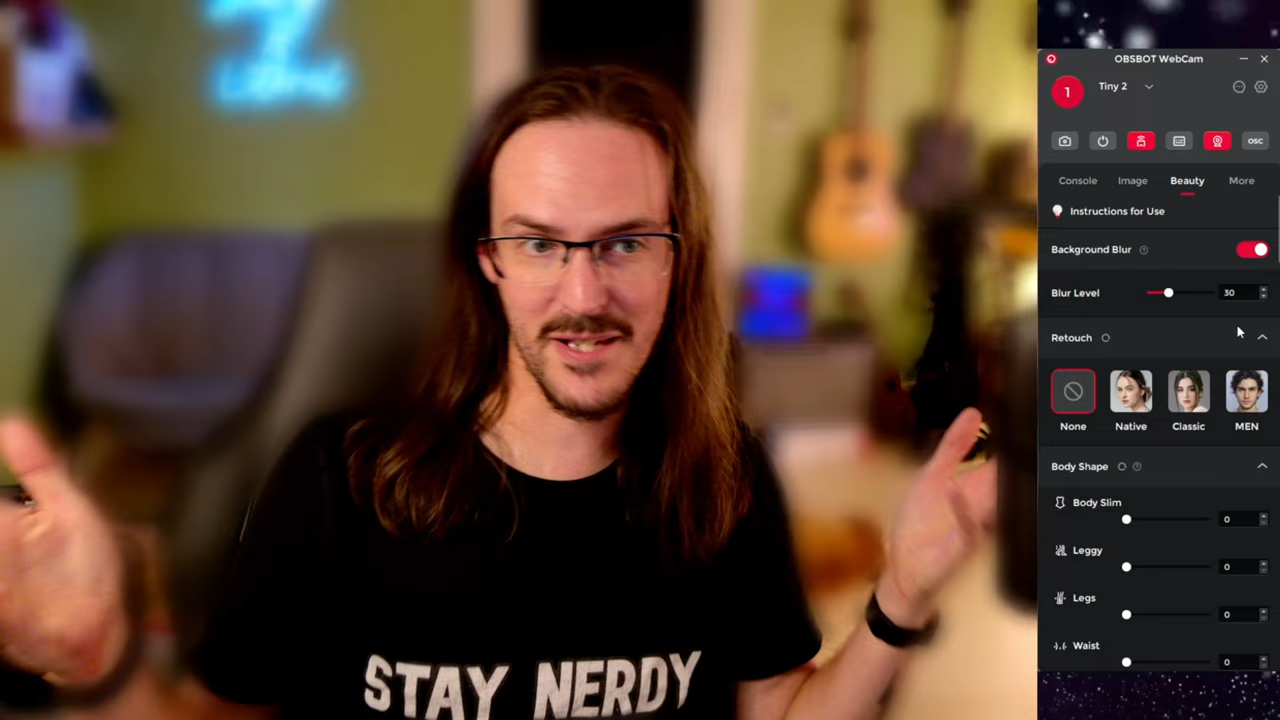 STAY NERDY
OBSBOT WebCam
1
Tiny 2
OSC
Console Image Beauty More
Instructions for Use
Background Blur
Blur Level 30
Retouch
None Native Classic MEN
Body Shape
Body Slim
0
Leggy
0
Legs
0
Waist
0